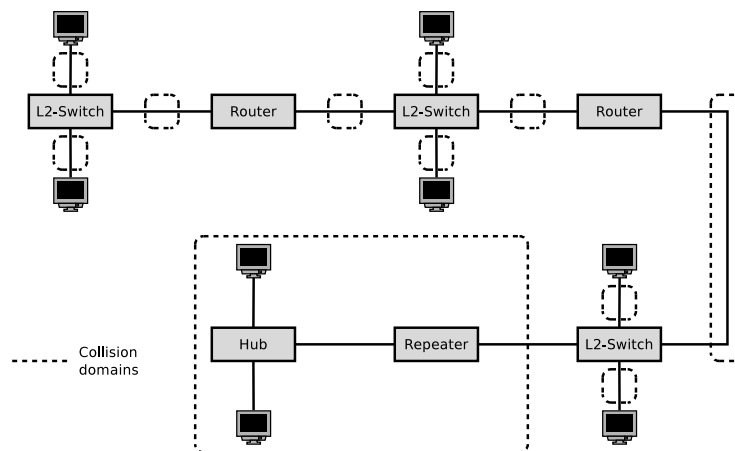 L2-Switch
Router
L2-Switch
Router
Hub
Repeater
L2-Switch
Collision
domains